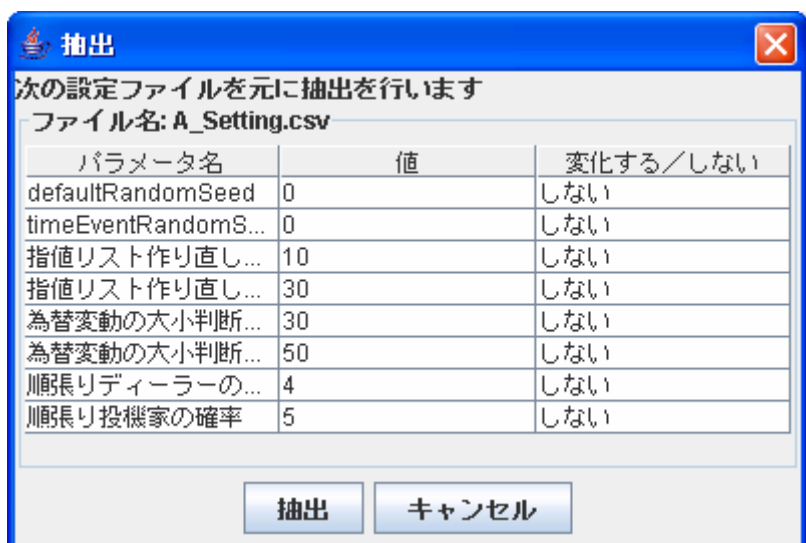 抽出
次の設定ファイルを元に抽出を行います
ファイル名: A_Setting.csv
パラメータ名 値 変化する／しない
defaultRandomSeed 0 しない
timeEventRandomS... 0 しない
指値リスト作り直し... 10 しない
指値リスト作り直し... 30 しない
為替変動の大小判断... 30 しない
為替変動の大小判断... 50 しない
順張りディーラーの... 4 しない
順張り投機家の確率 5 しない
抽出 キャンセル